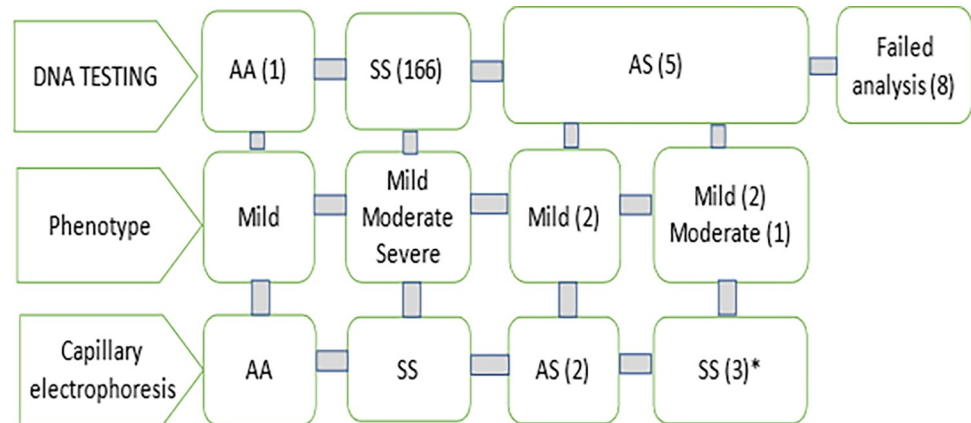 DNA TESTING
AA (1)
SS (166)
AS (5)
Failed
analysis (8)
Phenotype
Mild
Mild
Moderate
Severe
Mild (2)
Mild (2)
Moderate (1)
Capillary
electrophoresis
AA
SS
AS (2)
SS (3)*